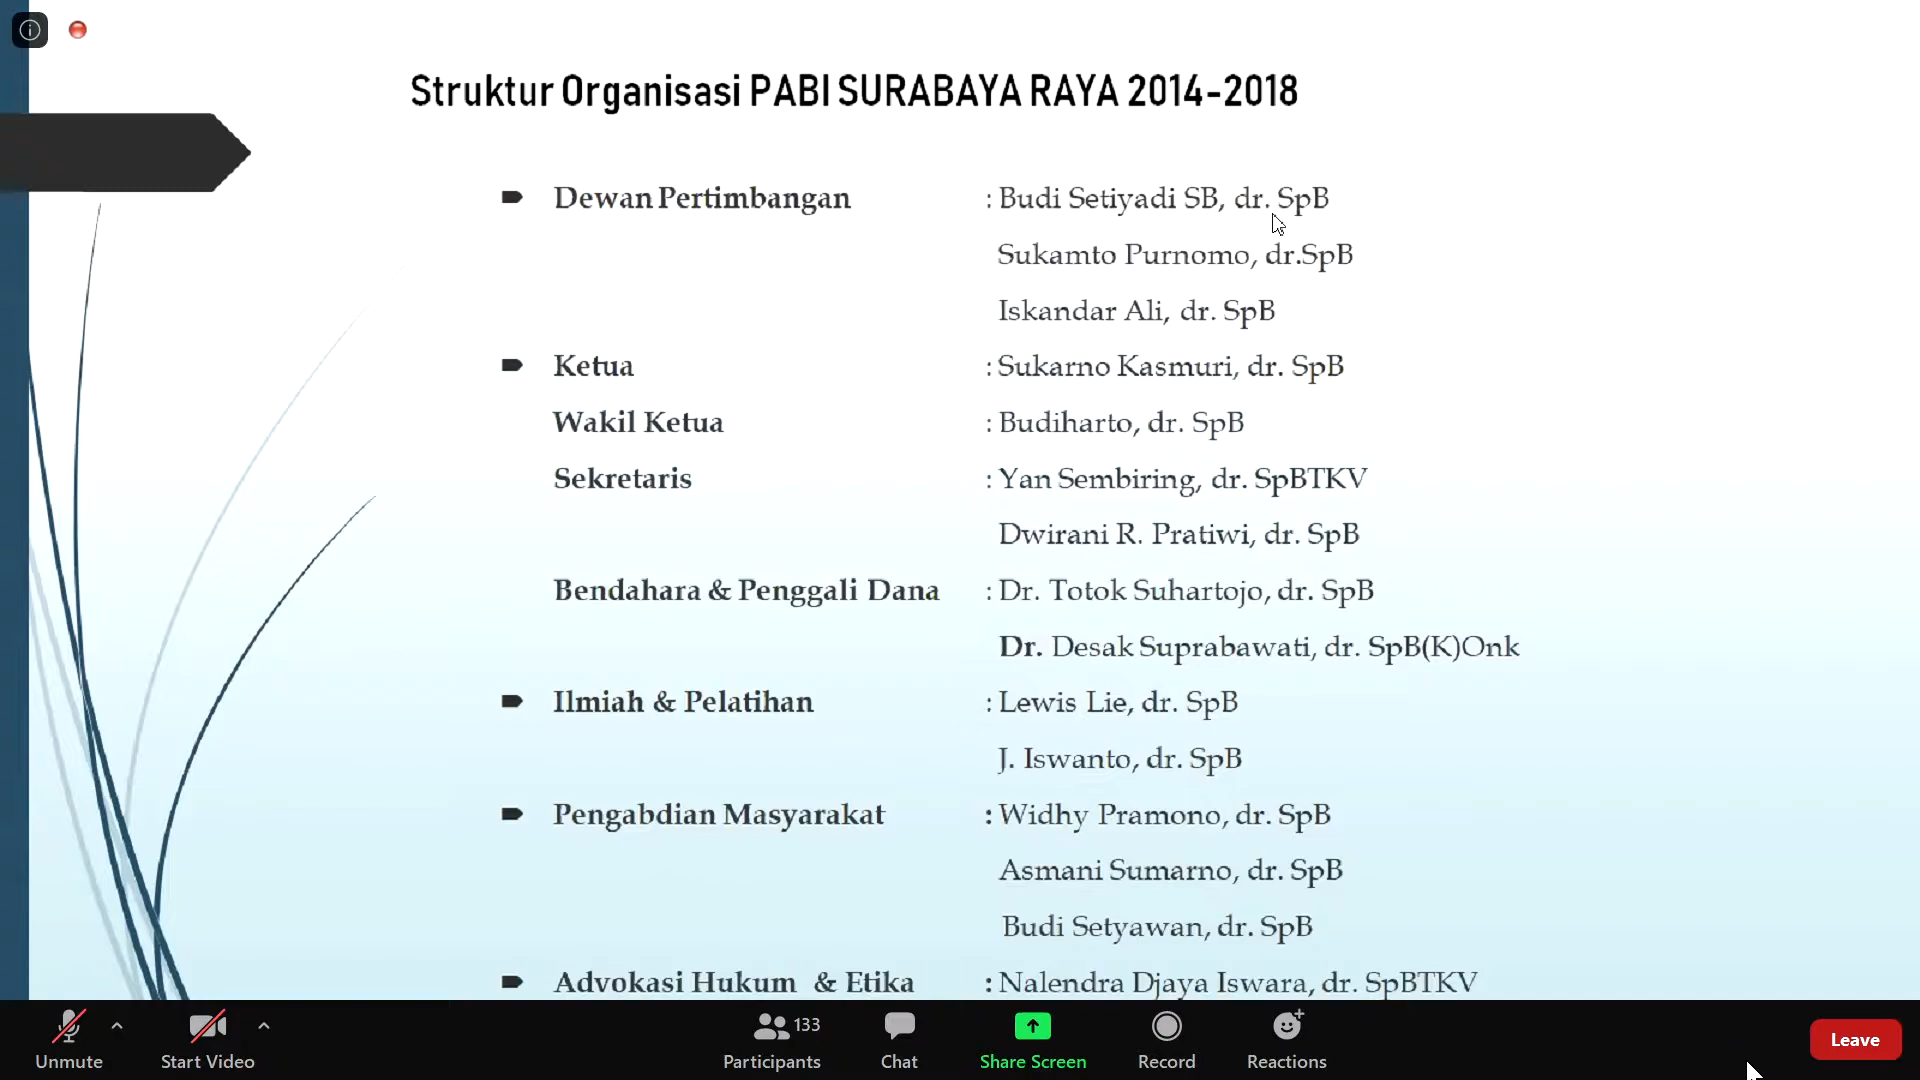 Struktur Organisasi PABI SURABAYA RAYA 2014-2018
Dewan Pertimbangan : Budi Setiyadi SB, dr. SpB
Sukamto Purnomo, dr.SpB
Iskandar Ali, dr. SpB
Ketua : Sukarno Kasmuri, dr. SpB
Wakil Ketua : Budiharto, dr. SpB
Sekretaris : Yan Sembiring, dr. SpBTKV
Dwirani R. Pratiwi, dr. SpB
Bendahara & Penggali Dana : Dr. Totok Suhartojo, dr. SpB
Dr. Desak Suprabawati, dr. SpB(K)Onk
Ilmiah & Pelatihan : Lewis Lie, dr. SpB
J. Iswanto, dr. SpB
Pengabdian Masyarakat : Widhy Pramono, dr. SpB
Asmani Sumarno, dr. SpB
Budi Setyawan, dr. SpB
Advokasi Hukum & Etika : Nalendra Djaya Iswara, dr. SpBTKV
133
Unmute Start Video Participants Chat Share Screen Record Reactions Leave